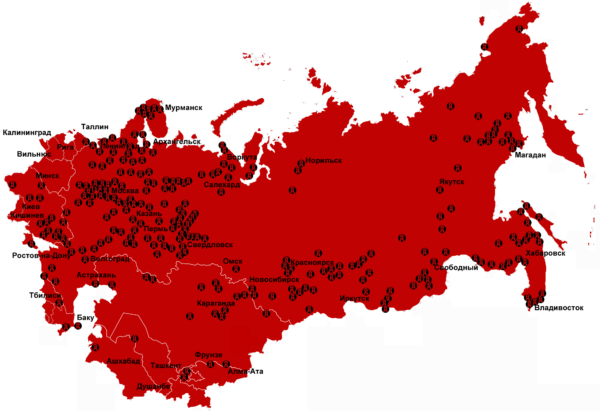 Мурманск
Таллин
Калининград
Рига
Архангельск
Вильнюс
Воркута
Норильск
Магадан
Минск
Салехард
Якутск
Москва
Киев
Казань
Кишинев
Пермь
Свердловск
Ростов-на-Дону
Хабаровск
Волгоград
Омск
Красноярск
Свободный
Астрахань
Новосибирск
Тбилиси
Караганда
Иркутск
Владивосток
Баку
Фрунзе
Ашхабад
Ташкент
Алма-Ата
Душанбе